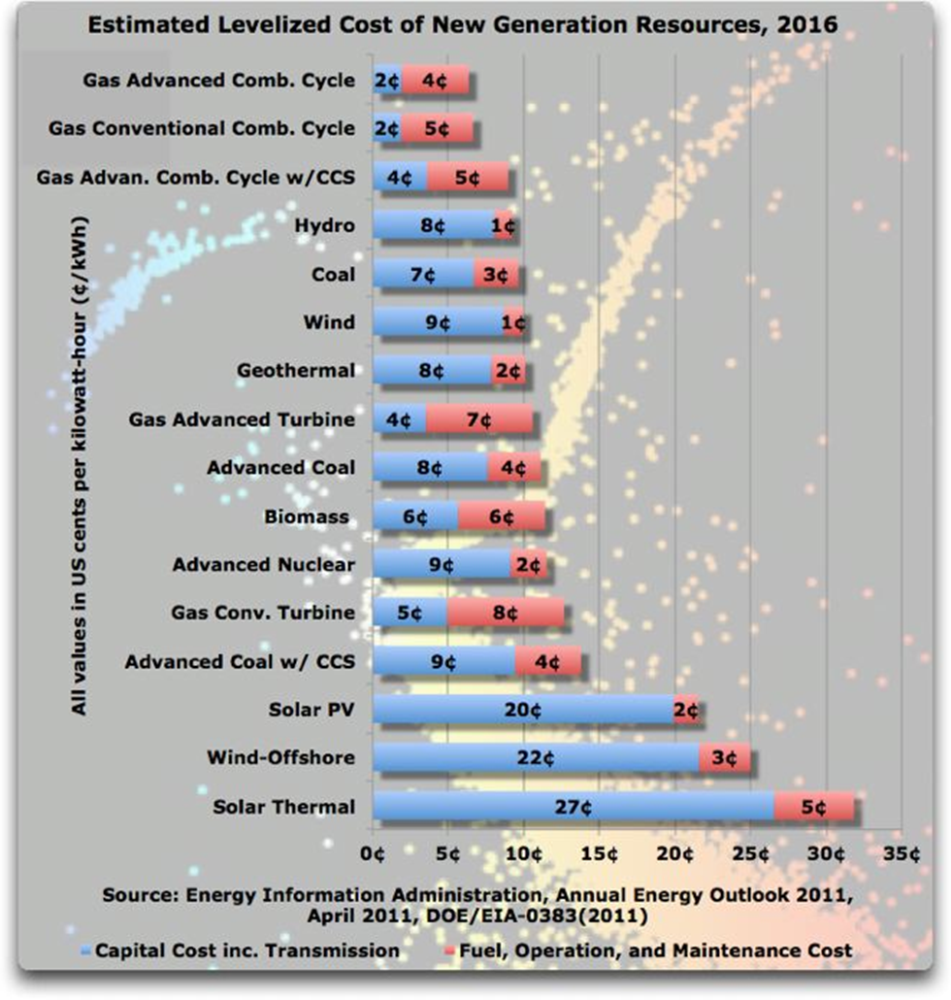 Estimated Levelized Cost of New Generation Resources, 2016
All values in US cents per kilowatt-hour (¢/kWh)
Gas Advanced Comb. Cycle 2¢ 4¢
Gas Conventional Comb. Cycle 2¢ 5¢
Gas Advan. Comb. Cycle w/CCS 4¢ 5¢
Hydro 8¢ 1¢
Coal 7¢ 3¢
Wind 9¢ 1¢
Geothermal 8¢ 2¢
Gas Advanced Turbine 4¢ 7¢
Advanced Coal 8¢ 4¢
Biomass 6¢ 6¢
Advanced Nuclear 9¢ 2¢
Gas Conv. Turbine 5¢ 8¢
Advanced Coal w/ CCS 9¢ 4¢
Solar PV 20¢ 2¢
Wind-Offshore 22¢ 3¢
Solar Thermal 27¢ 5¢
0¢ 5¢ 10¢ 15¢ 20¢ 25¢ 30¢ 35¢
Source: Energy Information Administration, Annual Energy Outlook 2011,
April 2011, DOE/EIA-0383(2011)
Capital Cost inc. Transmission Fuel, Operation, and Maintenance Cost